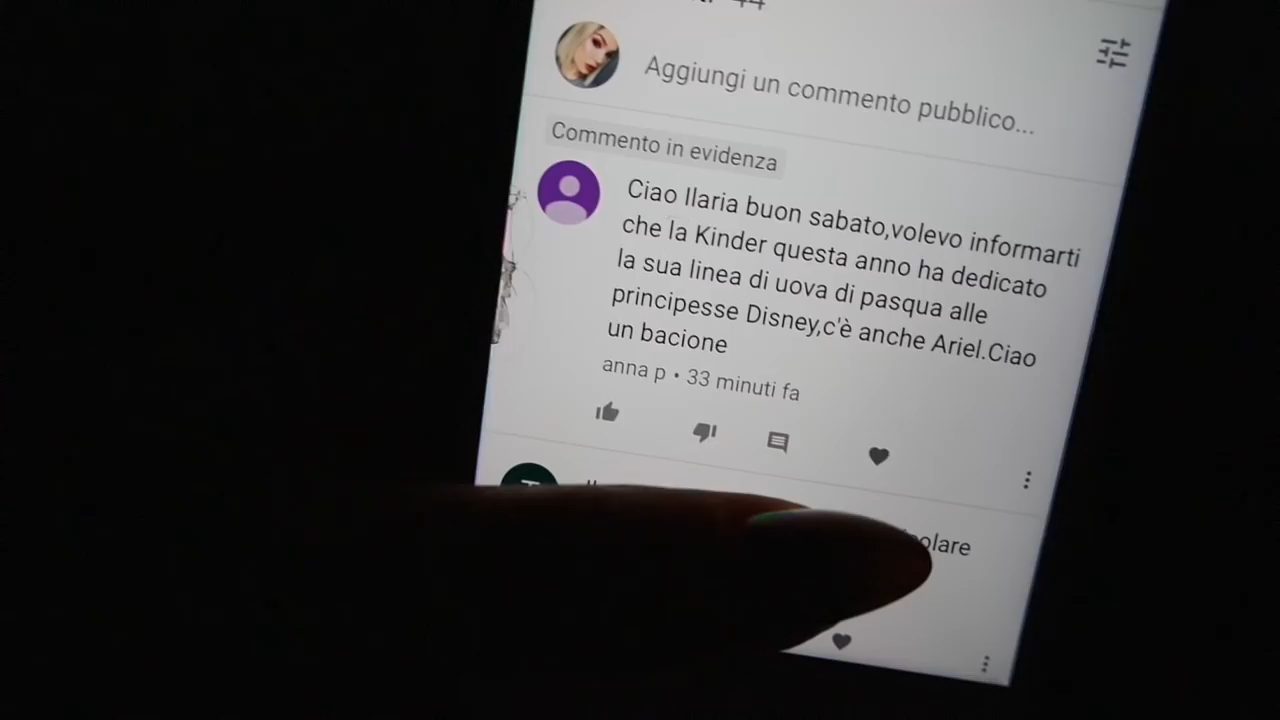 44
Aggiungi un commento pubblico...
Commento in evidenza
Ciao Ilaria buon sabato,volevo informarti
che la Kinder questa anno ha dedicato
la sua linea di uova di pasqua alle
principesse Disney,c'è anche Ariel.Ciao
un bacione
anna p • 33 minuti fa